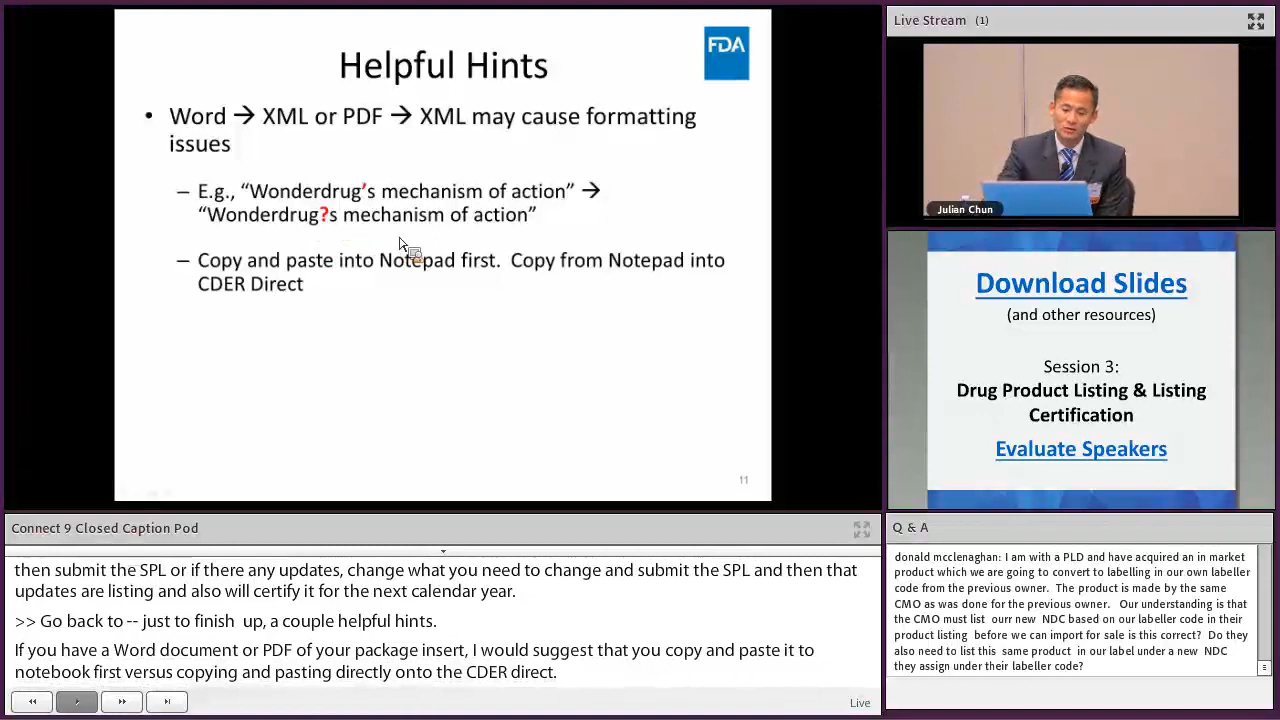 Helpful Hints
FDA
• Word → XML or PDF → XML may cause formatting
issues
– E.g., “Wonderdrug’s mechanism of action” →
“Wonderdrug?s mechanism of action”
– Copy and paste into Notepad first.  Copy from Notepad into
CDER Direct
11
Live Stream (1)
Julian Chun
Download Slides
(and other resources)
Session 3:
Drug Product Listing & Listing
Certification
Evaluate Speakers
Connect 9 Closed Caption Pod
then submit the SPL or if there any updates, change what you need to change and submit the SPL and then that
updates are listing and also will certify it for the next calendar year.
>> Go back to -- just to finish up, a couple helpful hints.
If you have a Word document or PDF of your package insert, I would suggest that you copy and paste it to
notebook first versus copying and pasting directly onto the CDER direct.
Live
Q & A
donald mcclenaghan: I am with a PLD and have acquired an in market
product which we are going to convert to labelling in our own labeller
code from the previous owner. The product is made by the same
CMO as was done for the previous owner. Our understanding is that
the CMO must list ourr new NDC based on our labeller code in their
product listing before we can import for sale is this correct? Do they
also need to list this same product in our label under a new NDC
they assign under their labeller code?